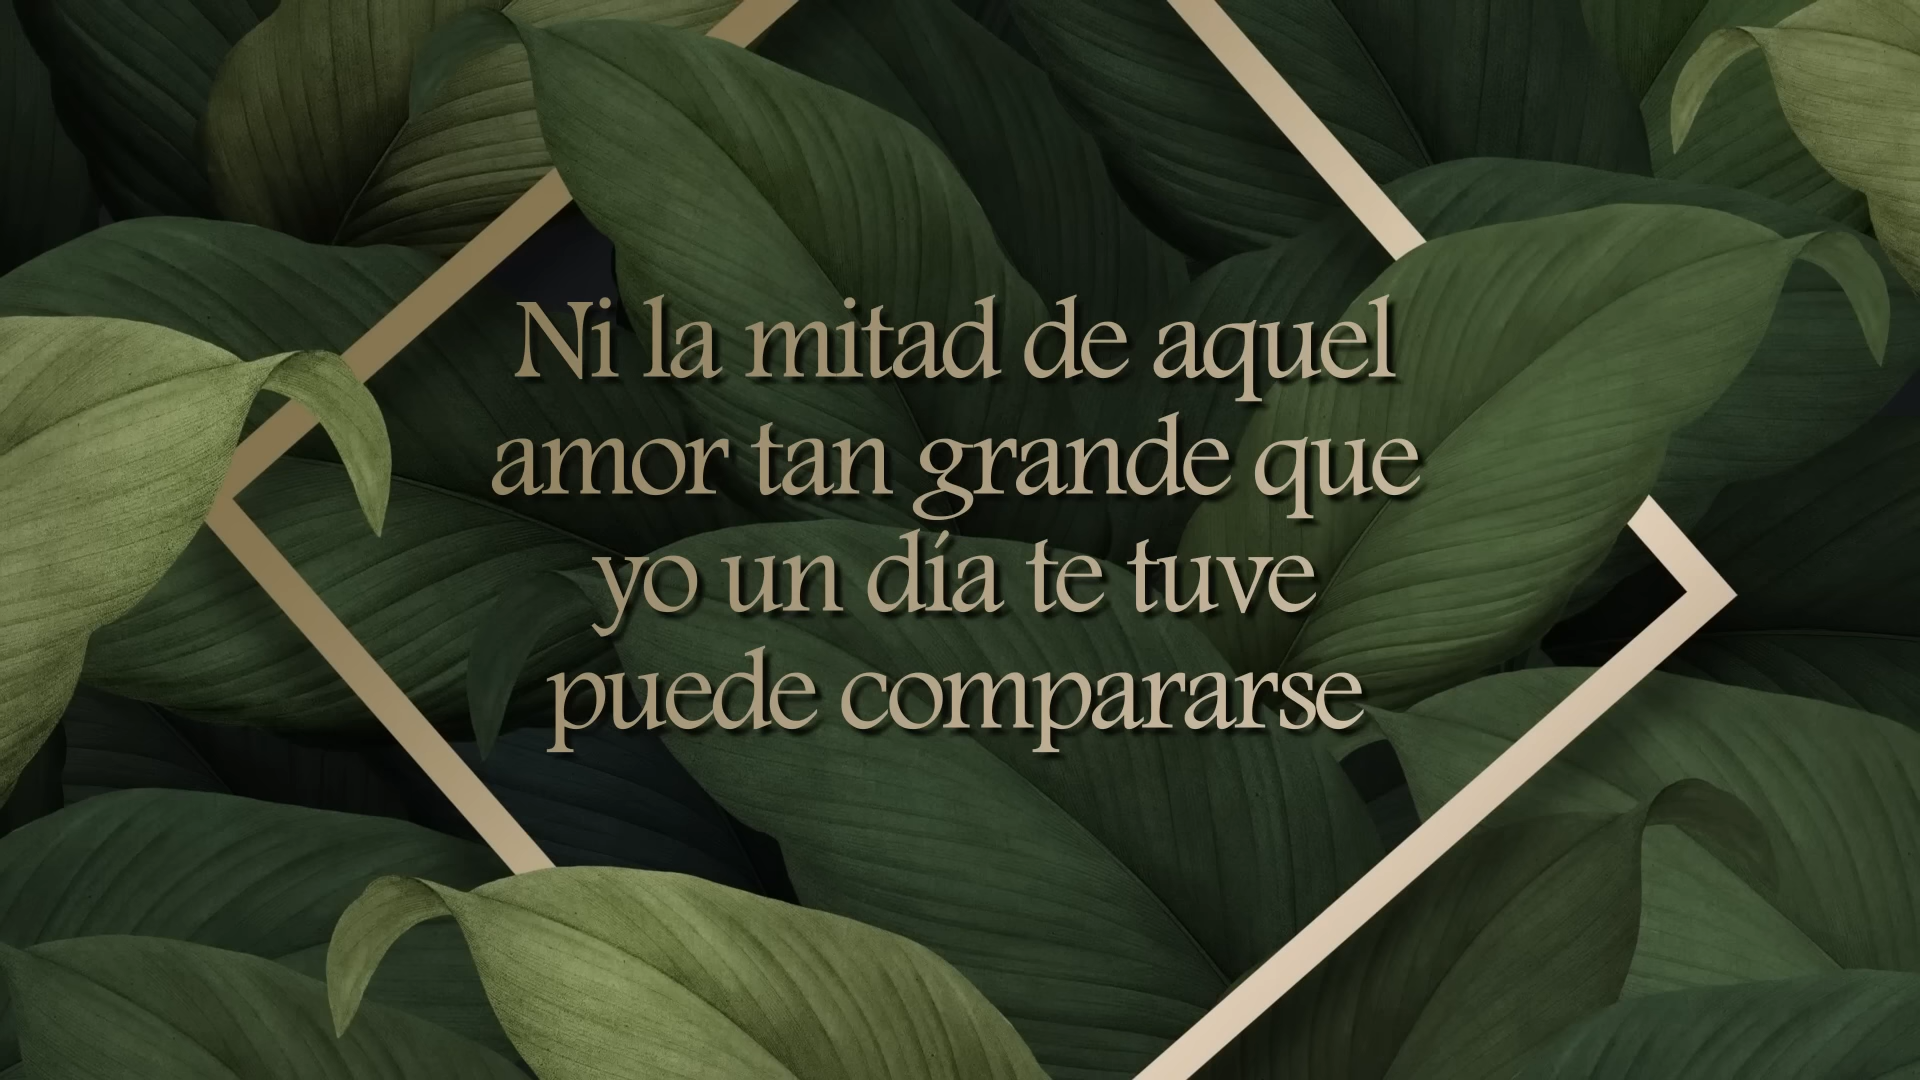 Ni la mitad de aquel
amor tan grande que
yo un día te tuve
puede compararse